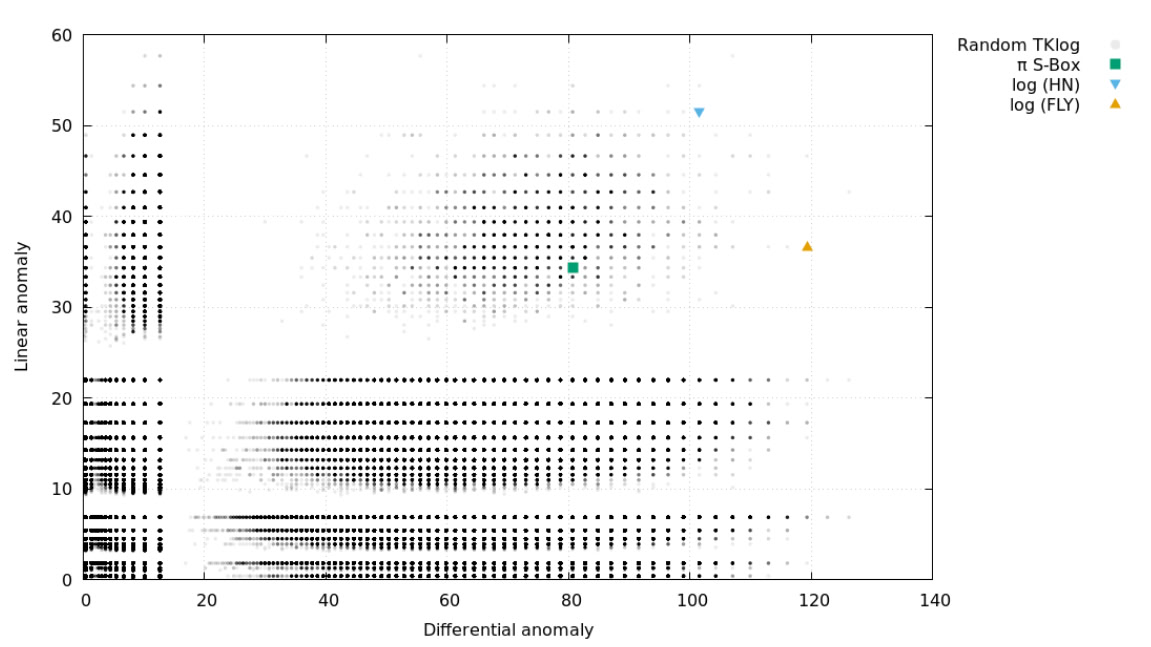 60
50
40
30
20
10
0
Linear anomaly
0 20 40 60 80 100 120 140
Differential anomaly
Random TKlog
π S-Box
log (HN)
log (FLY)